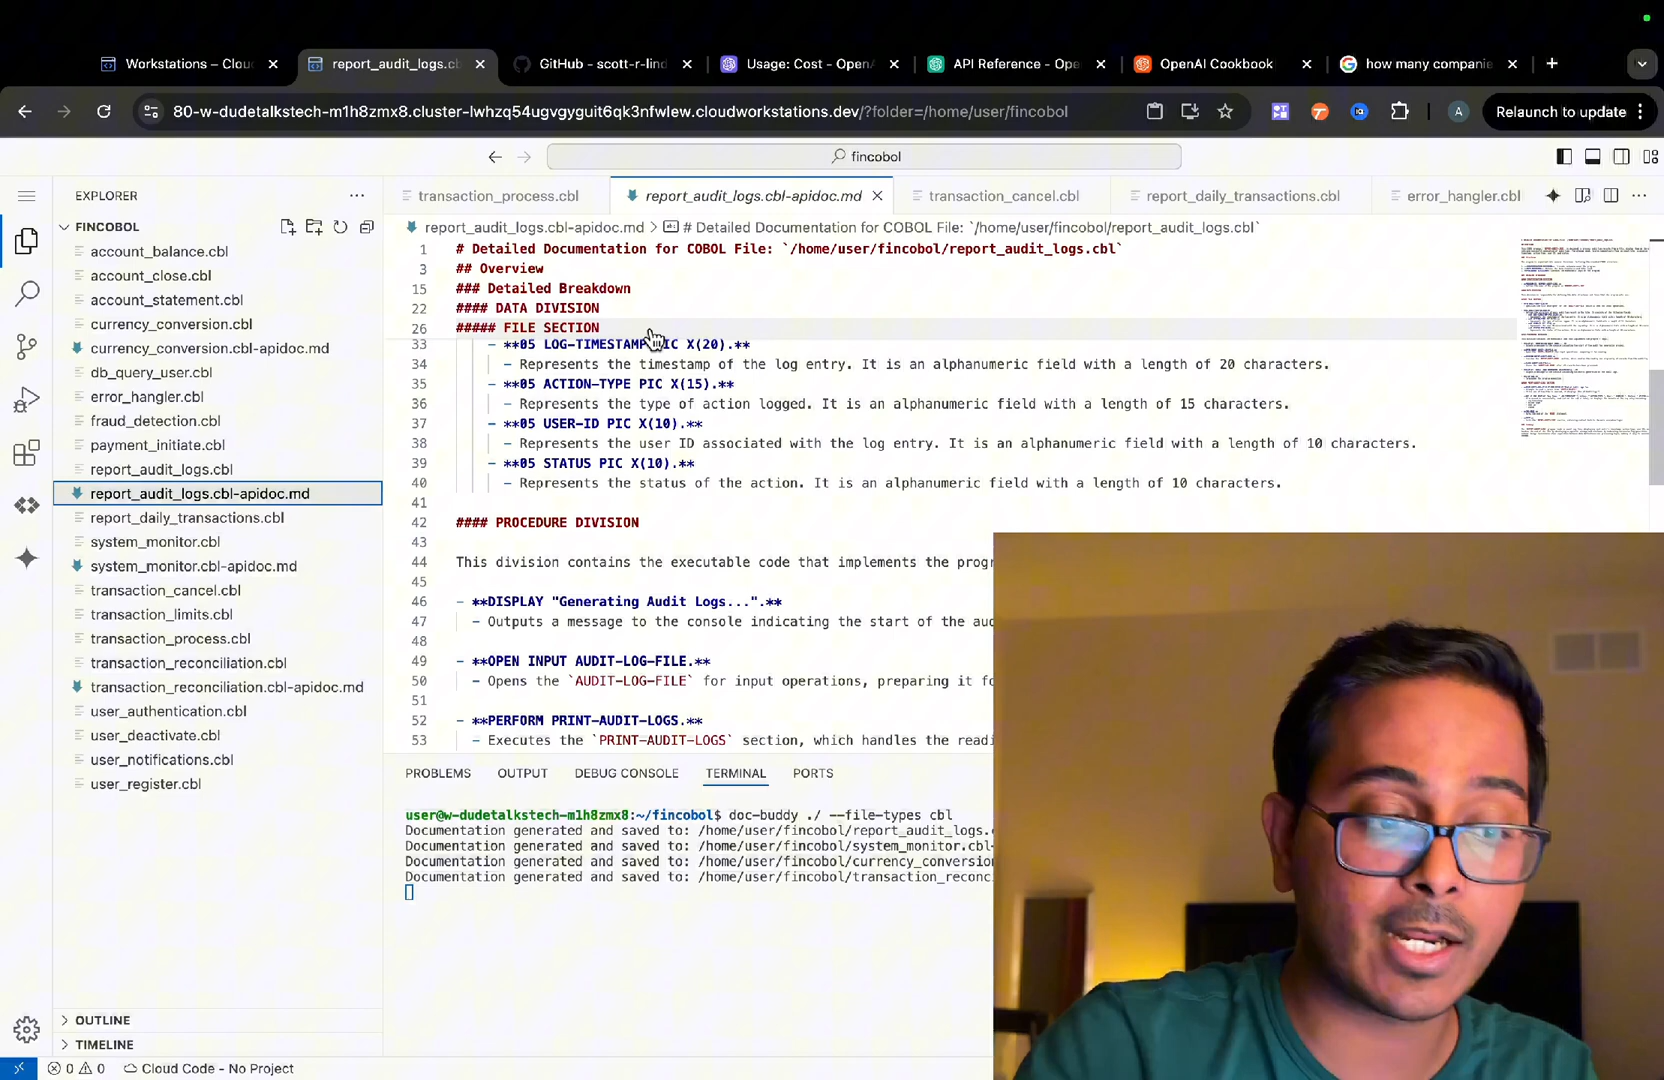 Workstations – Clou
report_audit_logs.cb
GitHub - scott-r-lind
Usage: Cost - OpenA
API Reference - Ope
OpenAI Cookbook
how many companie
80-w-dudetalkstech-m1h8zmx8.cluster-lwhzq54ugvgyguit6qk3nfwlew.cloudworkstations.dev/?folder=/home/user/fincobol
A
Relaunch to update
fincobol
EXPLORER
transaction_process.cbl
report_audit_logs.cbl-apidoc.md
transaction_cancel.cbl
report_daily_transactions.cbl
error_hangler.cbl
FINCOBOL
account_balance.cbl
account_close.cbl
account_statement.cbl
currency_conversion.cbl
currency_conversion.cbl-apidoc.md
db_query_user.cbl
error_hangler.cbl
fraud_detection.cbl
payment_initiate.cbl
report_audit_logs.cbl
report_audit_logs.cbl-apidoc.md
report_daily_transactions.cbl
system_monitor.cbl
system_monitor.cbl-apidoc.md
transaction_cancel.cbl
transaction_limits.cbl
transaction_process.cbl
transaction_reconciliation.cbl
transaction_reconciliation.cbl-apidoc.md
user_authentication.cbl
user_deactivate.cbl
user_notifications.cbl
user_register.cbl
OUTLINE
TIMELINE
report_audit_logs.cbl-apidoc.md > # Detailed Documentation for COBOL File: `/home/user/fincobol/report_audit_logs.cbl`
1 # Detailed Documentation for COBOL File: `/home/user/fincobol/report_audit_logs.cbl`
3 ## Overview
15 ### Detailed Breakdown
22 #### DATA DIVISION
26 ##### FILE SECTION
33 - **05 LOG-TIMESTAMP PIC X(20).**
34 - Represents the timestamp of the log entry. It is an alphanumeric field with a length of 20 characters.
35 - **05 ACTION-TYPE PIC X(15).**
36 - Represents the type of action logged. It is an alphanumeric field with a length of 15 characters.
37 - **05 USER-ID PIC X(10).**
38 - Represents the user ID associated with the log entry. It is an alphanumeric field with a length of 10 characters.
39 - **05 STATUS PIC X(10).**
40 - Represents the status of the action. It is an alphanumeric field with a length of 10 characters.
41
42 #### PROCEDURE DIVISION
43
44 This division contains the executable code that implements the progr
45
46 - **DISPLAY "Generating Audit Logs...".**
47 - Outputs a message to the console indicating the start of the aud
48
49 - **OPEN INPUT AUDIT-LOG-FILE.**
50 - Opens the `AUDIT-LOG-FILE` for input operations, preparing it fo
51
52 - **PERFORM PRINT-AUDIT-LOGS.**
53 - Executes the `PRINT-AUDIT-LOGS` section, which handles the readi
PROBLEMS OUTPUT DEBUG CONSOLE TERMINAL PORTS
user@w-dudetalkstech-m1h8zmx8:~/fincobol$ doc-buddy ./ --file-types cbl
Documentation generated and saved to: /home/user/fincobol/report_audit_logs.c
Documentation generated and saved to: /home/user/fincobol/system_monitor.cbl-
Documentation generated and saved to: /home/user/fincobol/currency_conversion
Documentation generated and saved to: /home/user/fincobol/transaction_reconci
0 0 Cloud Code - No Project